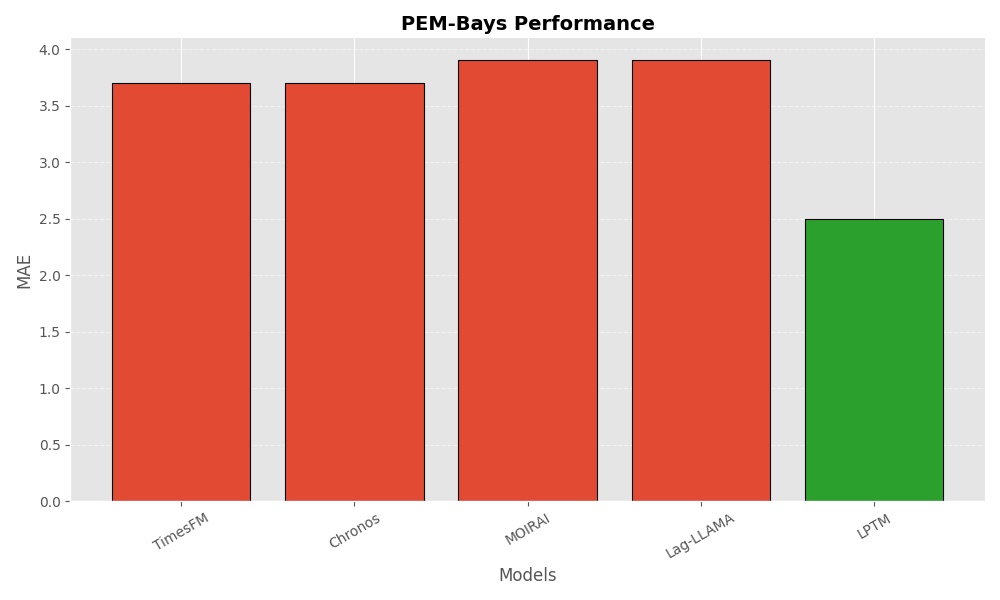 PEM-Bays Performance
MAE
4.0
3.5
3.0
2.5
2.0
1.5
1.0
0.5
0.0
TimesFM
Chronos
MOIRAI
Lag-LLAMA
LPTM
Models